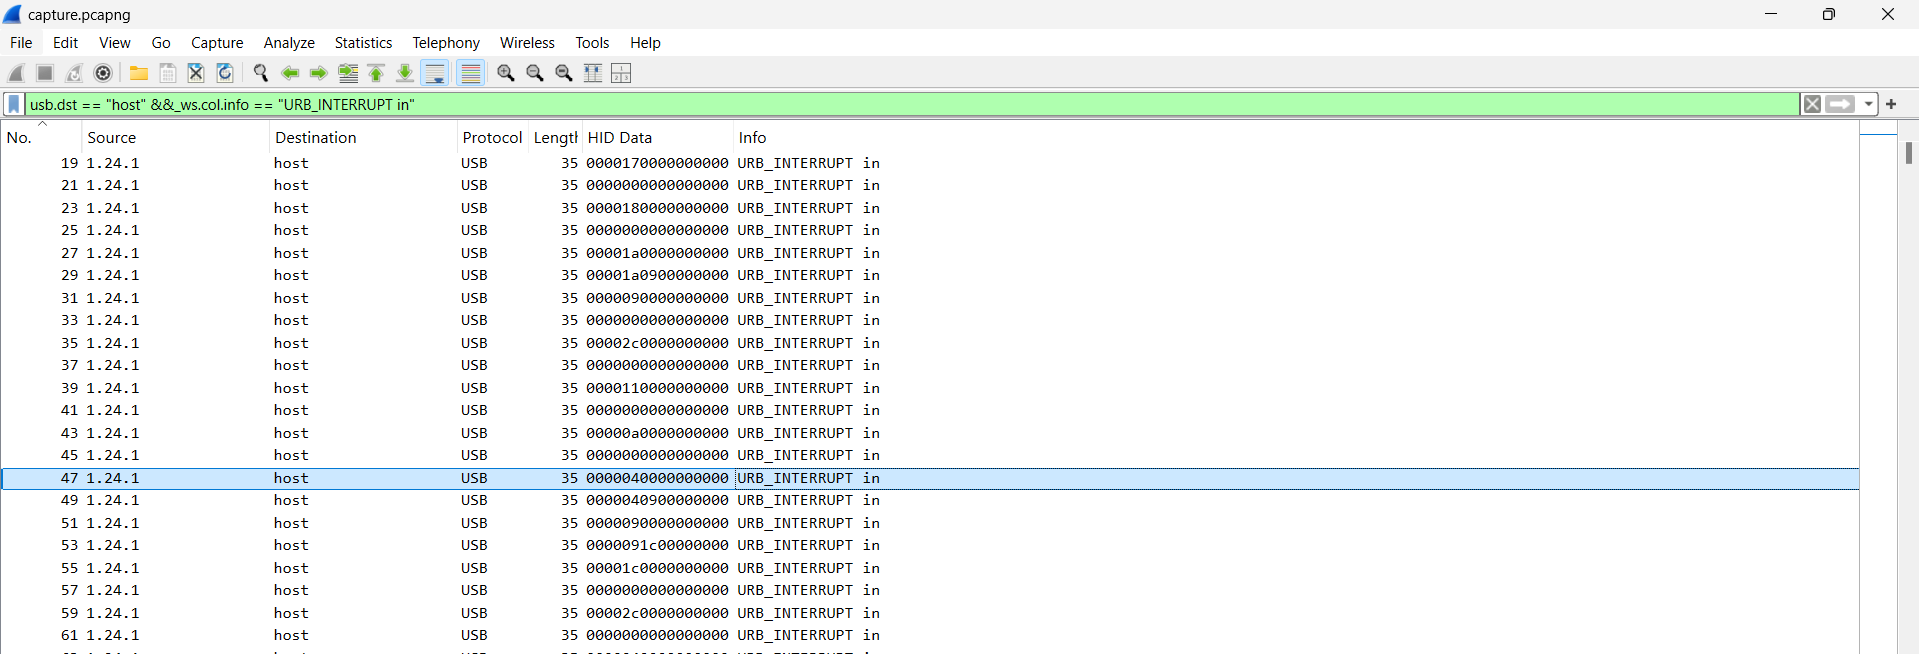 capture.pcapng
File Edit View Go Capture Analyze Statistics Telephony Wireless Tools Help
usb.dst == "host" &&_ws.col.info == "URB_INTERRUPT in"
No. Source Destination Protocol Length HID Data Info
19 1.24.1 host USB 35 0000170000000000 URB_INTERRUPT in
21 1.24.1 host USB 35 0000000000000000 URB_INTERRUPT in
23 1.24.1 host USB 35 0000180000000000 URB_INTERRUPT in
25 1.24.1 host USB 35 0000000000000000 URB_INTERRUPT in
27 1.24.1 host USB 35 00001a0000000000 URB_INTERRUPT in
29 1.24.1 host USB 35 00001a0900000000 URB_INTERRUPT in
31 1.24.1 host USB 35 0000090000000000 URB_INTERRUPT in
33 1.24.1 host USB 35 0000000000000000 URB_INTERRUPT in
35 1.24.1 host USB 35 00002c0000000000 URB_INTERRUPT in
37 1.24.1 host USB 35 0000000000000000 URB_INTERRUPT in
39 1.24.1 host USB 35 0000110000000000 URB_INTERRUPT in
41 1.24.1 host USB 35 0000000000000000 URB_INTERRUPT in
43 1.24.1 host USB 35 00000a0000000000 URB_INTERRUPT in
45 1.24.1 host USB 35 0000000000000000 URB_INTERRUPT in
47 1.24.1 host USB 35 0000040000000000 URB_INTERRUPT in
49 1.24.1 host USB 35 0000040900000000 URB_INTERRUPT in
51 1.24.1 host USB 35 0000090000000000 URB_INTERRUPT in
53 1.24.1 host USB 35 0000091c00000000 URB_INTERRUPT in
55 1.24.1 host USB 35 00001c0000000000 URB_INTERRUPT in
57 1.24.1 host USB 35 0000000000000000 URB_INTERRUPT in
59 1.24.1 host USB 35 00002c0000000000 URB_INTERRUPT in
61 1.24.1 host USB 35 0000000000000000 URB_INTERRUPT in